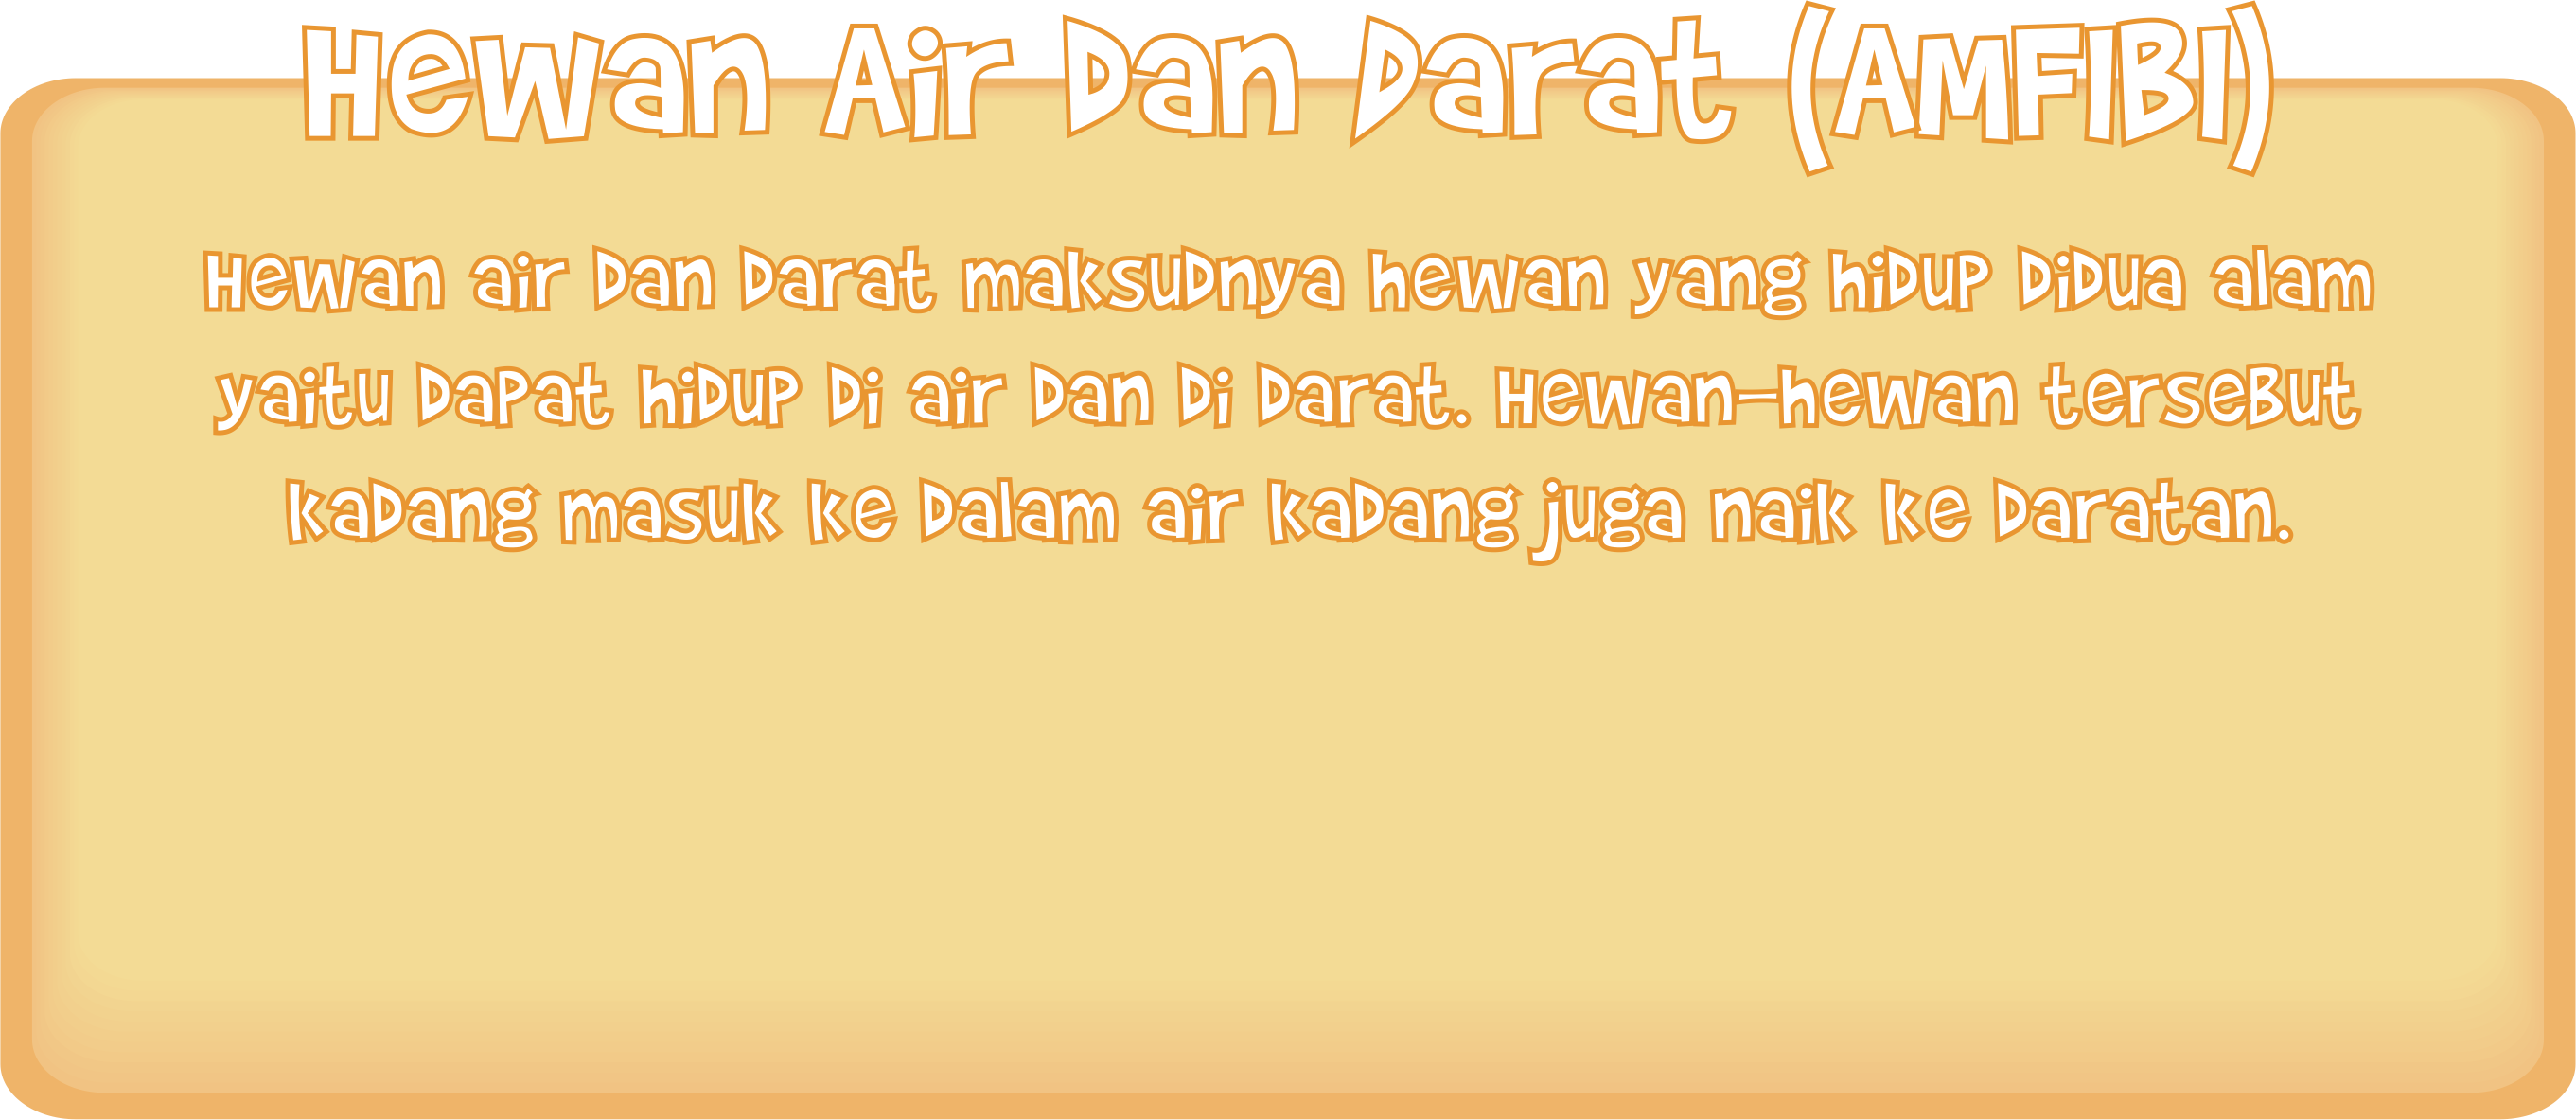 Hewan Air Dan Darat (AMFIBI)
Hewan air dan darat maksudnya hewan yang hidup didua alam
yaitu dapat hidup di air dan di darat. Hewan-hewan tersebut
kadang masuk ke dalam air kadang juga naik ke daratan.